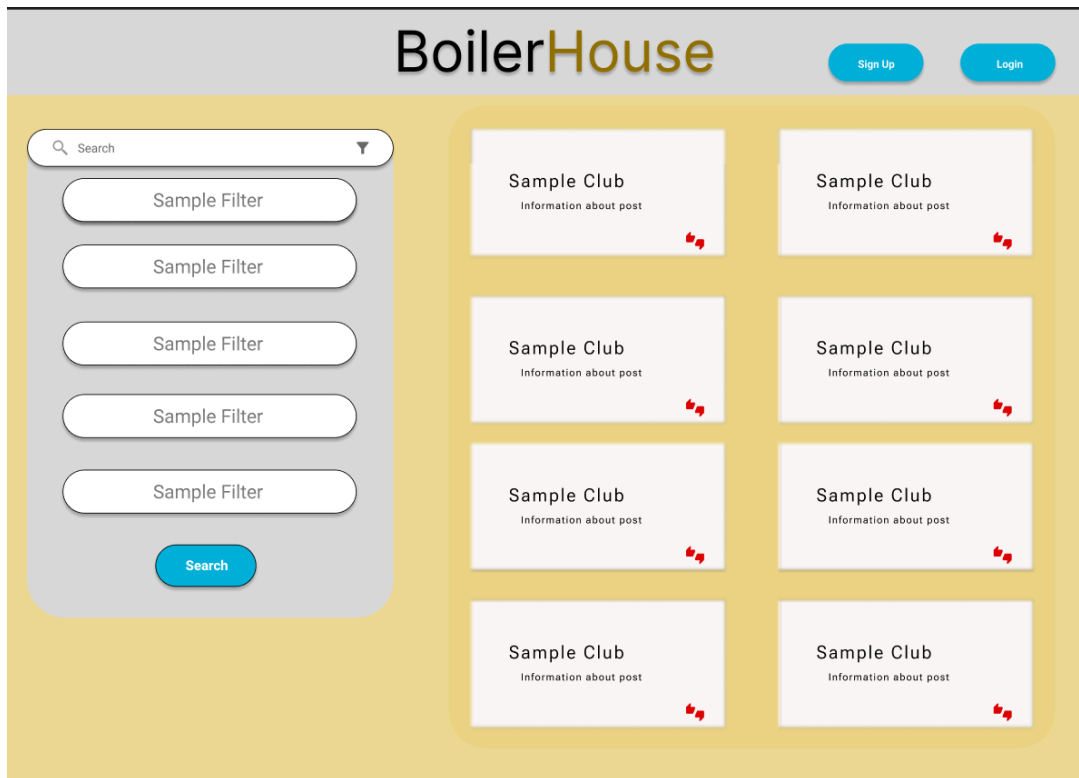 BoilerHouse
Sign Up
Login
Search
Sample Filter
Sample Filter
Sample Filter
Sample Filter
Sample Filter
Search
Sample Club
Information about post
Sample Club
Information about post
Sample Club
Information about post
Sample Club
Information about post
Sample Club
Information about post
Sample Club
Information about post
Sample Club
Information about post
Sample Club
Information about post